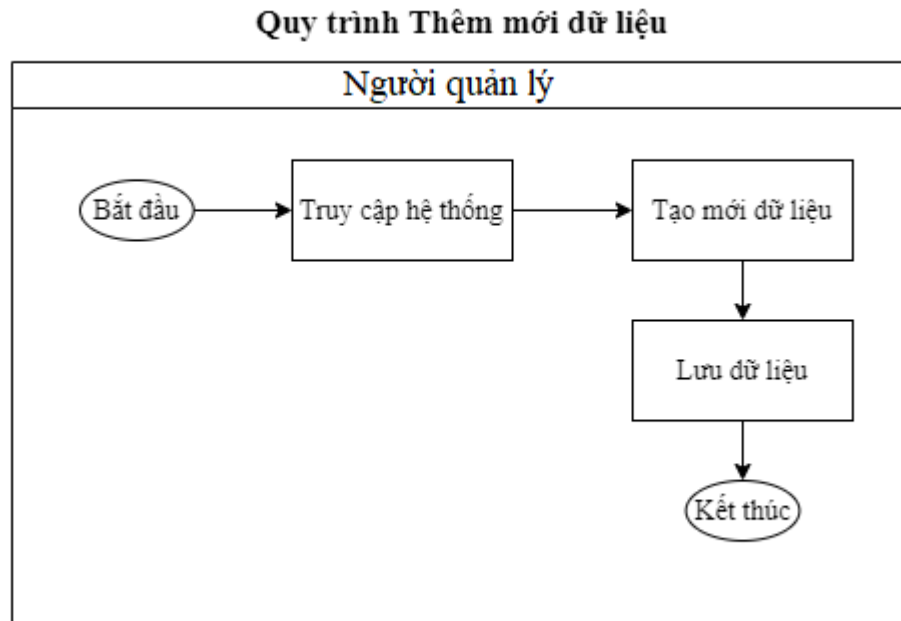 Quy trình Thêm mới dữ liệu
Người quản lý
Bắt đầu
Truy cập hệ thống
Tạo mới dữ liệu
Lưu dữ liệu
Kết thúc